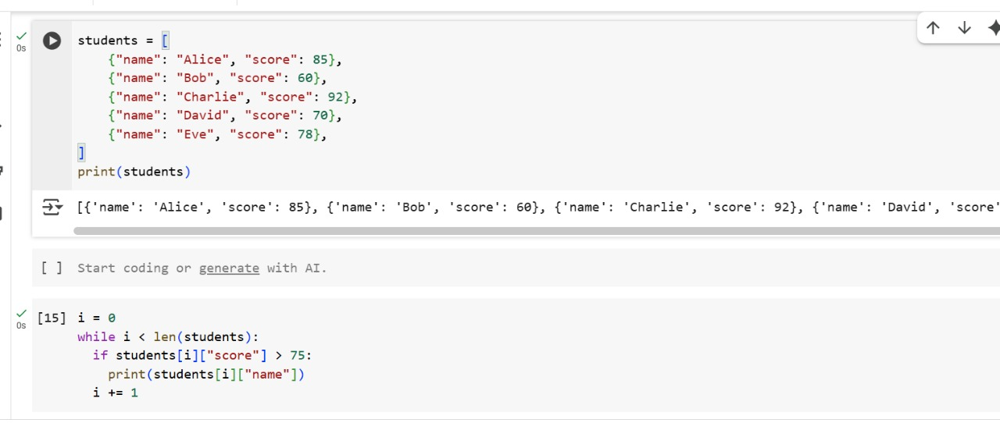 0s
students = [
    {"name": "Alice", "score": 85},
    {"name": "Bob", "score": 60},
    {"name": "Charlie", "score": 92},
    {"name": "David", "score": 70},
    {"name": "Eve", "score": 78},
]
print(students)
[{'name': 'Alice', 'score': 85}, {'name': 'Bob', 'score': 60}, {'name': 'Charlie', 'score': 92}, {'name': 'David', 'score'
[ ] Start coding or generate with AI.
0s
[15] i = 0
while i < len(students):
  if students[i]["score"] > 75:
    print(students[i]["name"])
  i += 1